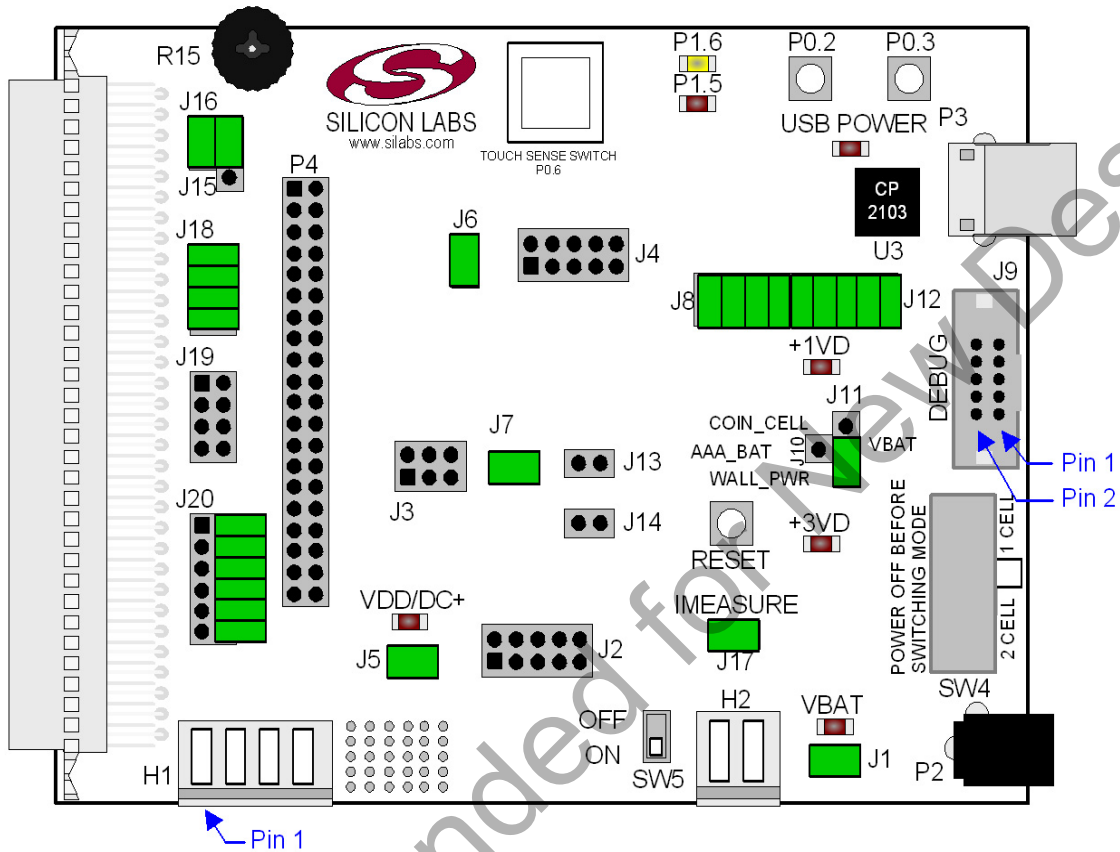 R15
SILICON LABS
www.silabs.com
TOUCH SENSE SWITCH
P0.6
P1.6
P1.5
P0.2
P0.3
USB POWER
P3
J16
J15
P4
CP
2103
U3
J18
J6
J4
J8
J12
J9
DEBUG
+1VD
J19
J11
COIN_CELL
AAA_BAT
J10
VBAT
WALL_PWR
Pin 1
Pin 2
J7
J13
J3
J14
J20
RESET
+3VD
POWER OFF BEFORE
SWITCHING MODE
2 CELL
1 CELL
SW4
VDD/DC+
J5
J2
IMEASURE
J17
H2
VBAT
OFF
ON
SW5
J1
P2
H1
Pin 1
nded for New Des